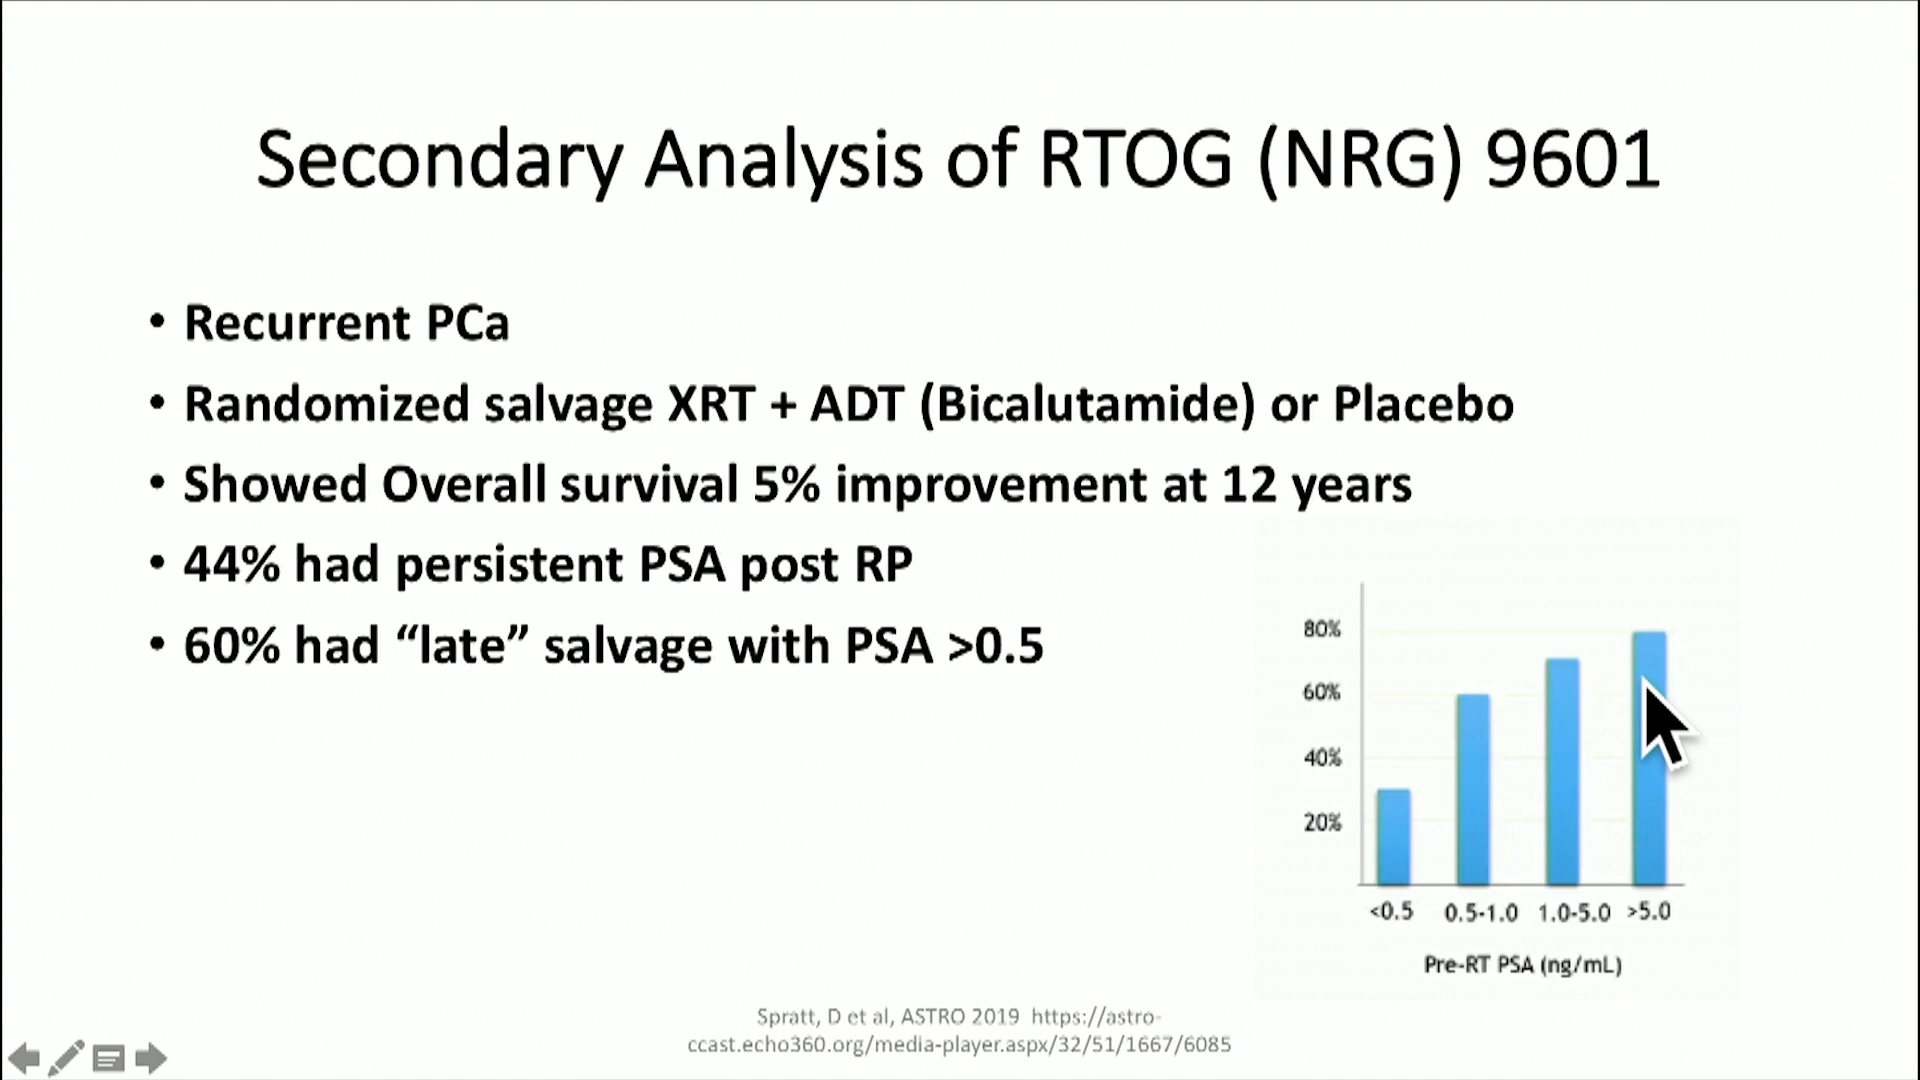 Secondary Analysis of RTOG (NRG) 9601
• Recurrent PCa
• Randomized salvage XRT + ADT (Bicalutamide) or Placebo
• Showed Overall survival 5% improvement at 12 years
• 44% had persistent PSA post RP
• 60% had “late” salvage with PSA >0.5
80%
60%
40%
20%
<0.5 0.5-1.0 1.0-5.0 >5.0
Pre-RT PSA (ng/mL)
Spratt, D et al, ASTRO 2019 https://astro-
ccast.echo360.org/media-player.aspx/32/51/1667/6085